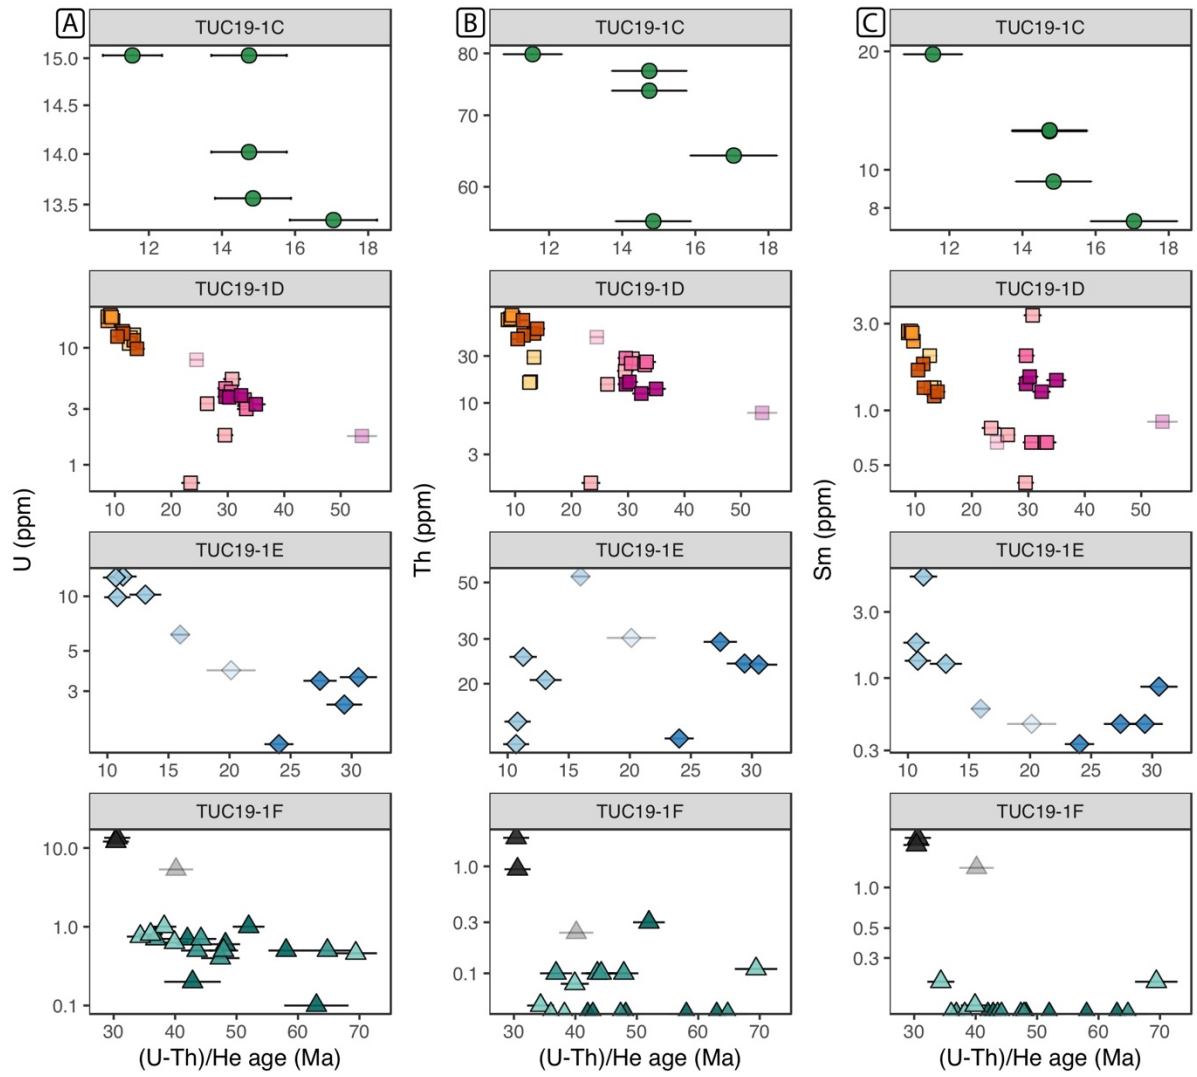 A
TUC19-1C
B
TUC19-1C
C
TUC19-1C
15.0
14.5
14.0
13.5
12 14 16 18
80
70
60
12 14 16 18
20
10
8
12 14 16 18
TUC19-1D
TUC19-1D
TUC19-1D
10
3
1
10 20 30 40 50
30
10
3
10 20 30 40 50
3.0
1.0
0.5
10 20 30 40 50
U (ppm)
Th (ppm)
Sm (ppm)
TUC19-1E
TUC19-1E
TUC19-1E
10
5
3
10 15 20 25 30
50
30
20
10 15 20 25 30
3.0
1.0
0.3
10 15 20 25 30
TUC19-1F
TUC19-1F
TUC19-1F
10.0
1.0
0.1
30 40 50 60 70
1.0
0.3
0.1
30 40 50 60 70
1.0
0.5
0.3
30 40 50 60 70
(U-Th)/He age (Ma)
(U-Th)/He age (Ma)
(U-Th)/He age (Ma)